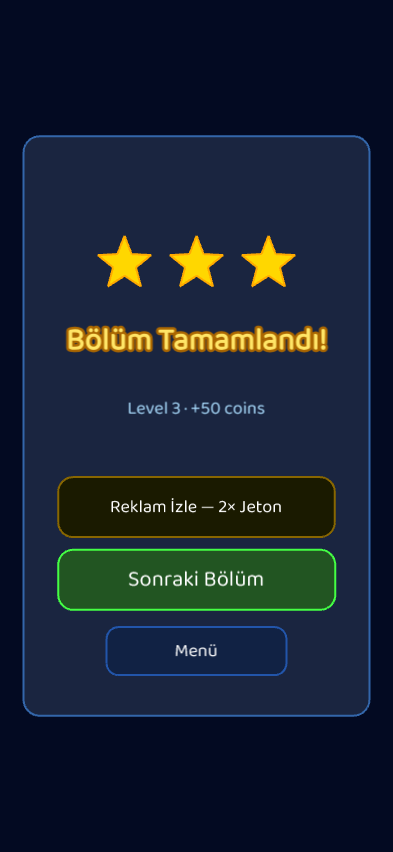 Bölüm Tamamlandı!
Level 3 · +50 coins
Reklam İzle — 2× Jeton
Sonraki Bölüm
Menü